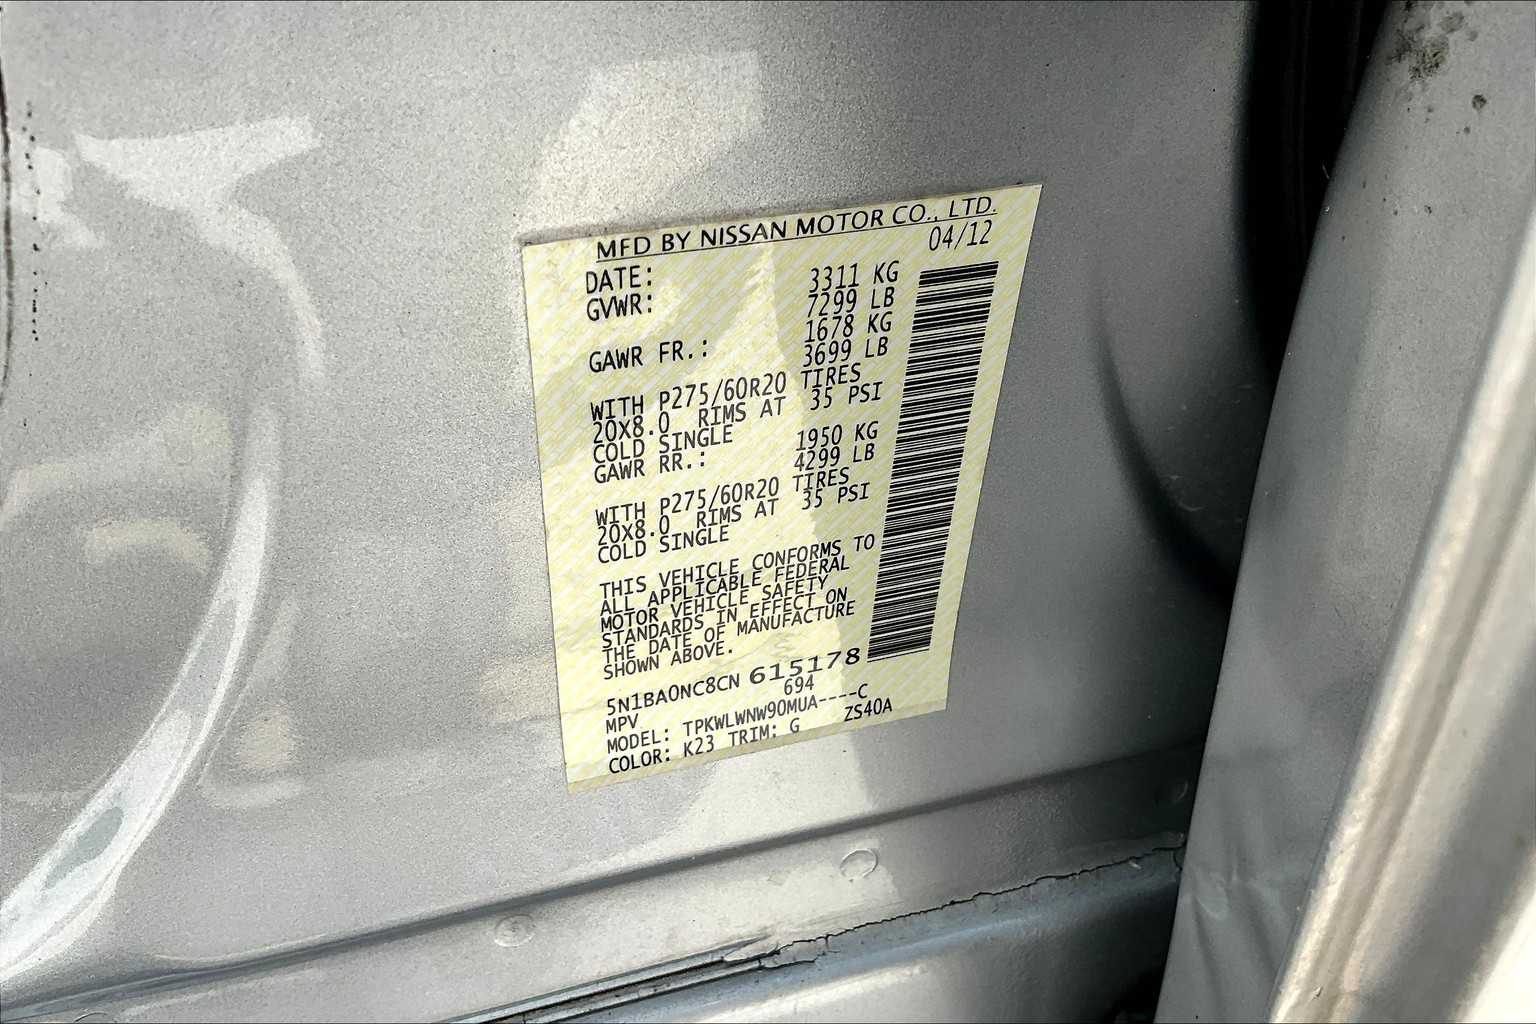 MFD BY NISSAN MOTOR CO., LTD.
DATE: 04/12
GVWR: 3311 KG
7299 LB
GAWR FR.: 1678 KG
3699 LB
WITH P275/60R20 TIRES
20X8.0 RIMS AT 35 PSI
COLD SINGLE
GAWR RR.: 1950 KG
4299 LB
WITH P275/60R20 TIRES
20X8.0 RIMS AT 35 PSI
COLD SINGLE
THIS VEHICLE CONFORMS TO
ALL APPLICABLE FEDERAL
MOTOR VEHICLE SAFETY
STANDARDS IN EFFECT ON
THE DATE OF MANUFACTURE
SHOWN ABOVE.
5N1BA0NC8CN 615178
MPV 694
MODEL: TPKWLWNW90MUA----C
COLOR: K23 TRIM: G ZS40A